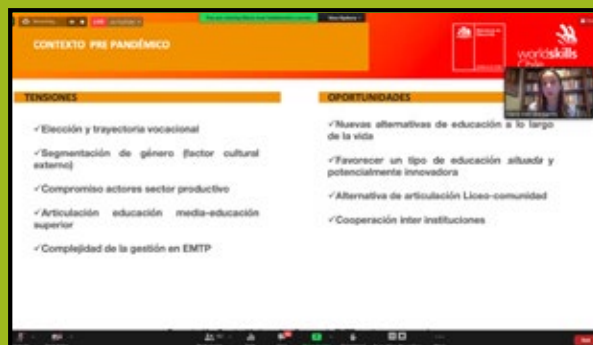 CONTEXTO PRE PANDÉMICO
worldskills
Chile
TENSIONES
✓Elección y trayectoria vocacional
✓Segmentación de género (factor cultural
externo)
✓Compromiso actores sector productivo
✓Articulación educación media-educación
superior
✓Complejidad de la gestión en EMTP
OPORTUNIDADES
✓Nuevas alternativas de educación a lo largo
de la vida
✓Favorecer un tipo de educación situada y
potencialmente innovadora
✓Alternativa de articulación Liceo-comunidad
✓Cooperación inter instituciones